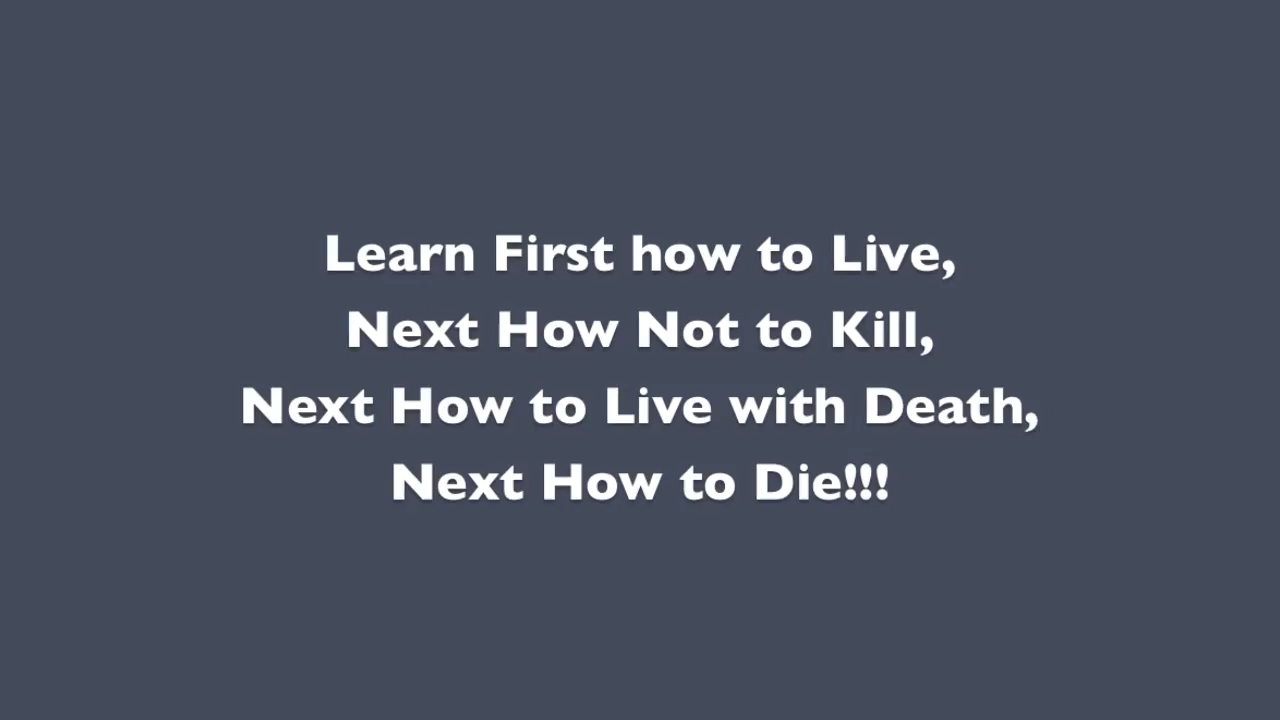 Learn First how to Live,
Next How Not to Kill,
Next How to Live with Death,
Next How to Die!!!